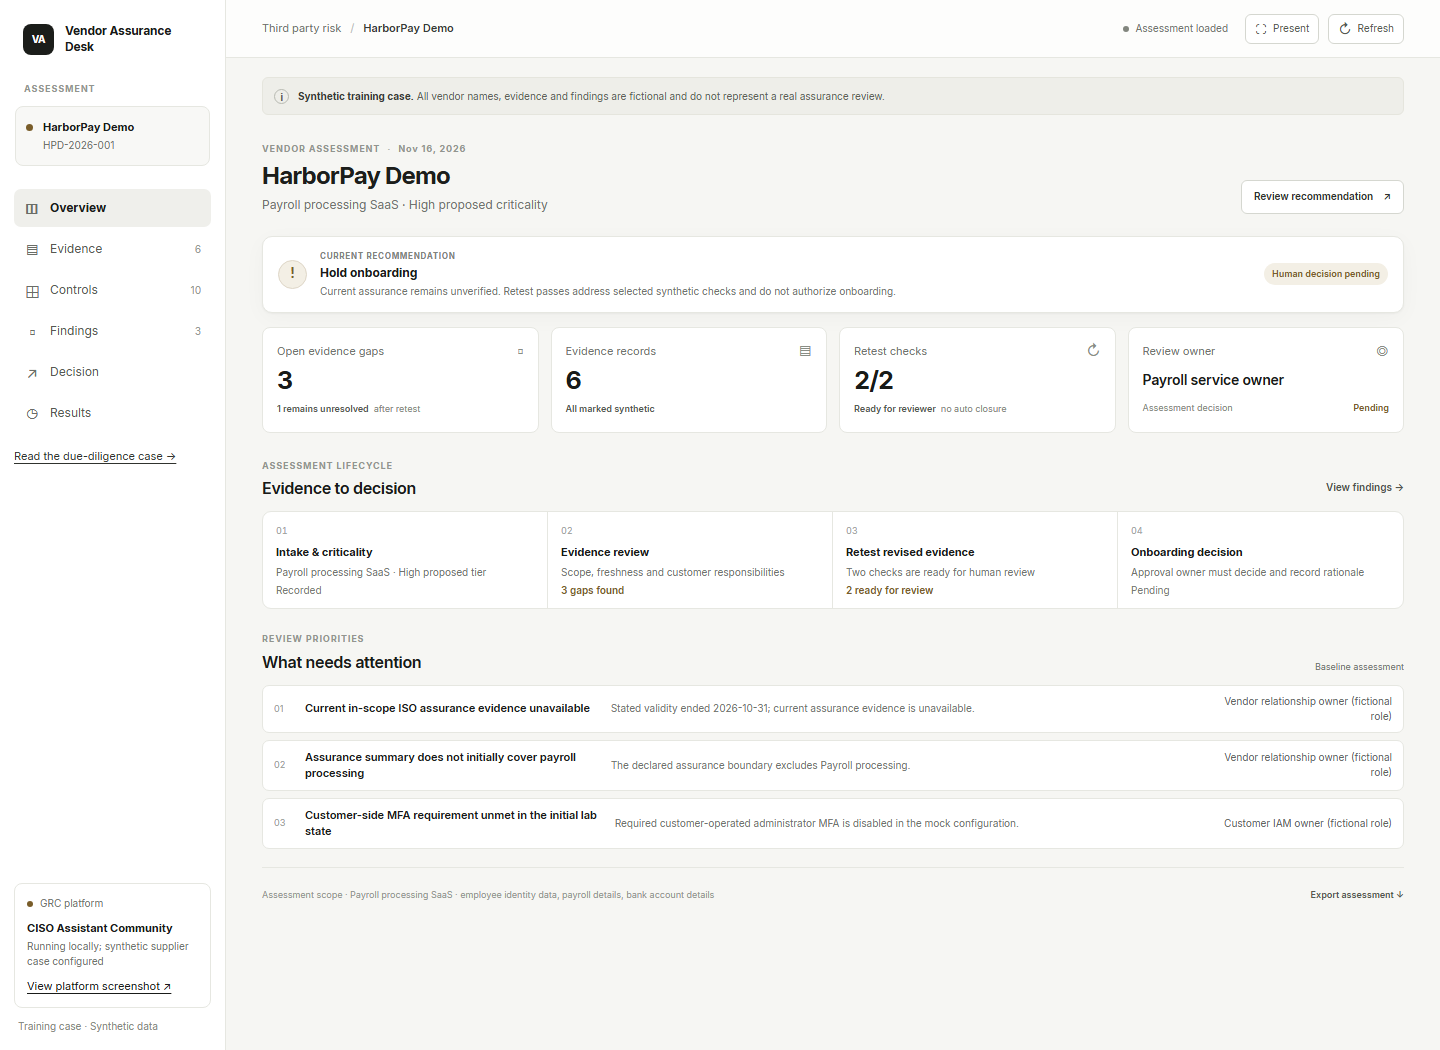 VA
Vendor Assurance
Desk
ASSESSMENT
HarborPay Demo
HPD-2026-001
Overview
Evidence 6
Controls 10
Findings 3
Decision
Results
Read the due-diligence case →
GRC platform
CISO Assistant Community
Running locally; synthetic supplier
case configured
View platform screenshot ↗
Training case · Synthetic data
Third party risk / HarborPay Demo
Assessment loaded
Present
Refresh
i Synthetic training case. All vendor names, evidence and findings are fictional and do not represent a real assurance review.
VENDOR ASSESSMENT · Nov 16, 2026
HarborPay Demo
Payroll processing SaaS · High proposed criticality
Review recommendation ↗
!
CURRENT RECOMMENDATION
Hold onboarding
Current assurance remains unverified. Retest passes address selected synthetic checks and do not authorize onboarding.
Human decision pending
Open evidence gaps
3
1 remains unresolved after retest
Evidence records
6
All marked synthetic
Retest checks
2/2
Ready for reviewer no auto closure
Review owner
Payroll service owner
Assessment decision Pending
ASSESSMENT LIFECYCLE
Evidence to decision
View findings →
01
Intake & criticality
Payroll processing SaaS · High proposed tier
Recorded
02
Evidence review
Scope, freshness and customer responsibilities
3 gaps found
03
Retest revised evidence
Two checks are ready for human review
2 ready for review
04
Onboarding decision
Approval owner must decide and record rationale
Pending
REVIEW PRIORITIES
What needs attention
Baseline assessment
01 Current in-scope ISO assurance evidence unavailable Stated validity ended 2026-10-31; current assurance evidence is unavailable.
Vendor relationship owner (fictional
role)
02 Assurance summary does not initially cover payroll
processing
The declared assurance boundary excludes Payroll processing.
Vendor relationship owner (fictional
role)
03 Customer-side MFA requirement unmet in the initial lab
state
Required customer-operated administrator MFA is disabled in the mock configuration.
Customer IAM owner (fictional role)
Assessment scope · Payroll processing SaaS · employee identity data, payroll details, bank account details
Export assessment ↓